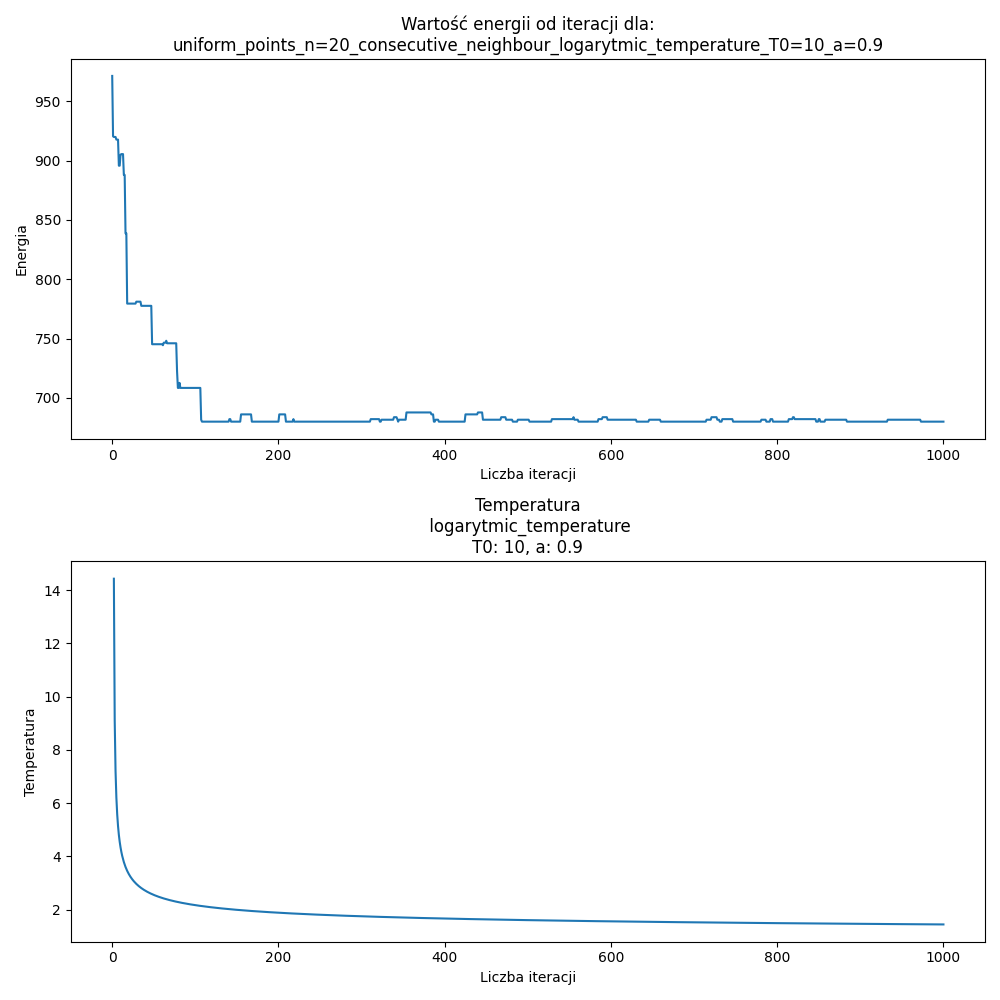 Wartość energii od iteracji dla:
uniform_points_n=20_consecutive_neighbour_logarytmic_temperature_T0=10_a=0.9
950
900
850
800
750
700
Energia
0 200 400 600 800 1000
Liczba iteracji
Temperatura
logarytmic_temperature
T0: 10, a: 0.9
14
12
10
8
6
4
2
Temperatura
0 200 400 600 800 1000
Liczba iteracji